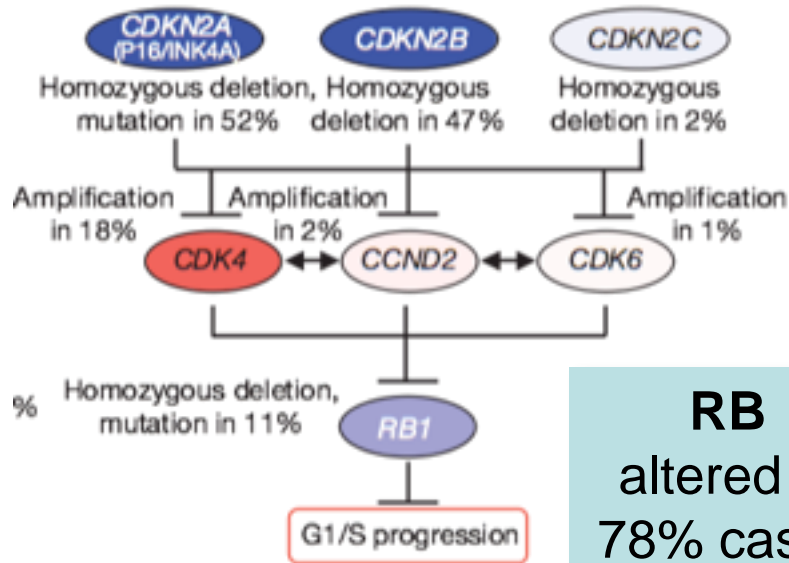 CDKN2A
(P16/INK4A)
CDKN2B
CDKN2C
Homozygous deletion,
mutation in 52%
Homozygous
deletion in 47%
Homozygous
deletion in 2%
Amplification
in 18%
Amplification
in 2%
Amplification
in 1%
CDK4
CCND2
CDK6
%
Homozygous deletion,
mutation in 11%
RB1
G1/S progression
RB
altered
78%